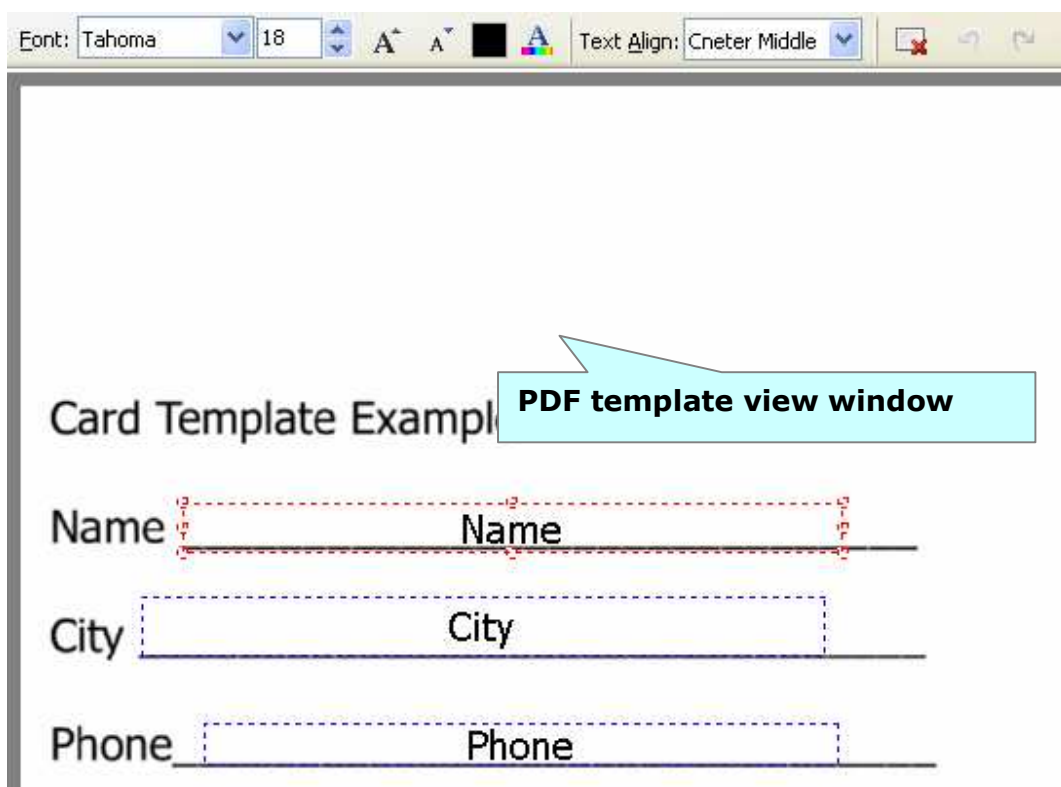 Font: Tahoma 18 A A A Text Align: Cneter Middle
PDF template view window
Card Template Exampl
Name Name
City City
Phone Phone